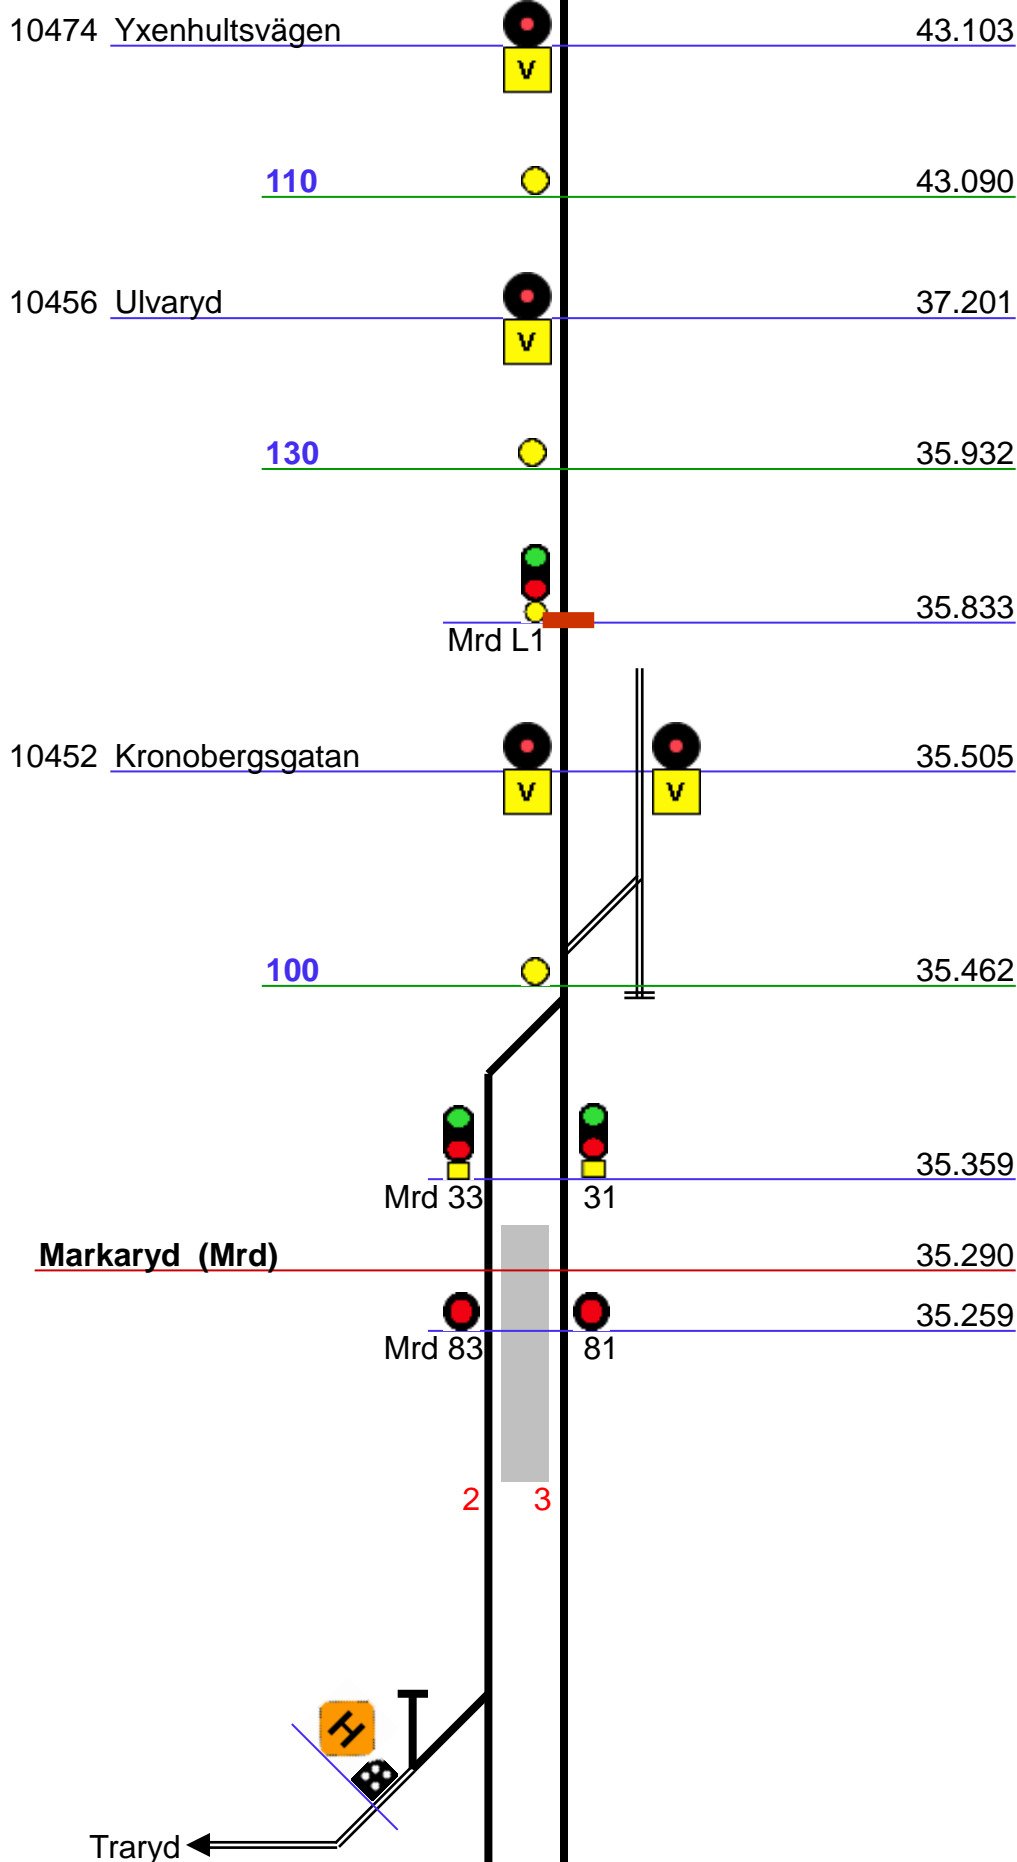 10474 Yxenhultsvägen 43.103
V
110 43.090
10456 Ulvaryd 37.201
V
130 35.932
35.833
Mrd L1
10452 Kronobergsgatan 35.505
V V
100 35.462
35.359
Mrd 33 31
Markaryd (Mrd) 35.290
35.259
Mrd 83 81
2 3
H
Traryd